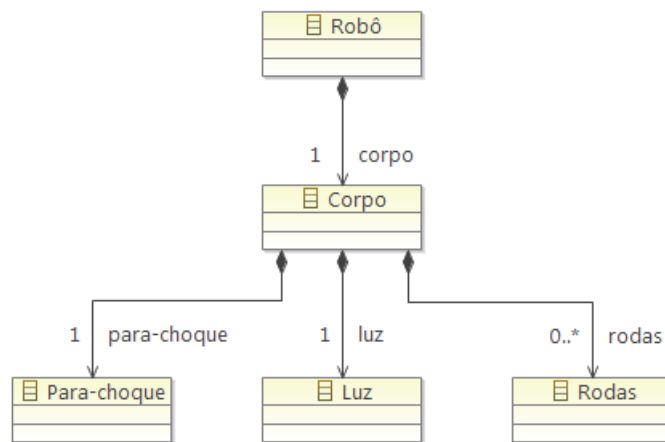 Robô
1 corpo
Corpo
1 para-choque 1 luz 0..* rodas
Para-choque Luz Rodas